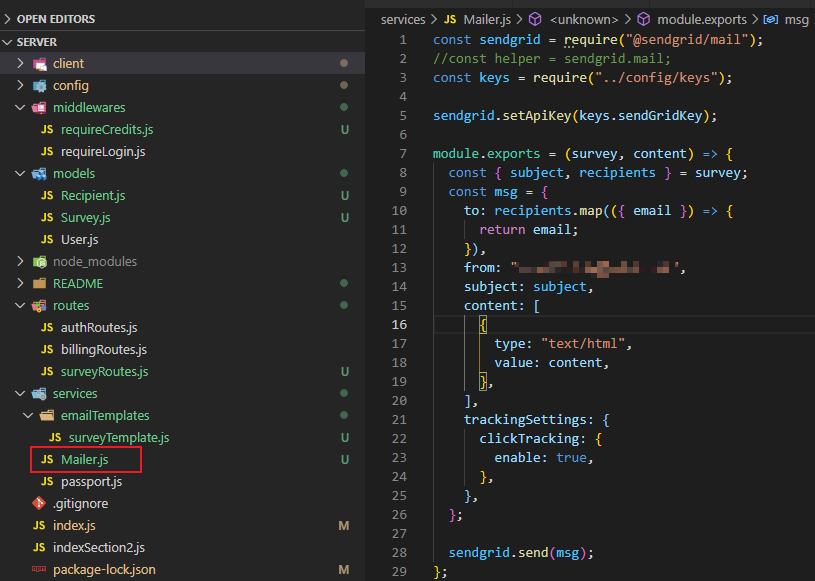 OPEN EDITORS
SERVER
client
config
middlewares
JS requireCredits.js U
JS requireLogin.js
models
JS Recipient.js U
JS Survey.js U
JS User.js
node_modules
README
routes
JS authRoutes.js
JS billingRoutes.js
JS surveyRoutes.js U
services
emailTemplates
JS surveyTemplate.js U
JS Mailer.js U
JS passport.js
.gitignore
JS index.js M
JS indexSection2.js
package-lock.json M
services > JS Mailer.js > <unknown> > module.exports > msg
1 const sendgrid = require("@sendgrid/mail");
2 //const helper = sendgrid.mail;
3 const keys = require("../config/keys");
4
5 sendgrid.setApiKey(keys.sendGridKey);
6
7 module.exports = (survey, content) => {
8 const { subject, recipients } = survey;
9 const msg = {
10 to: recipients.map(({ email }) => {
11 return email;
12 }),
13 from: "",
14 subject: subject,
15 content: [
16 {
17 type: "text/html",
18 value: content,
19 },
20 ],
21 trackingSettings: {
22 clickTracking: {
23 enable: true,
24 },
25 },
26 };
27
28 sendgrid.send(msg);
29 };